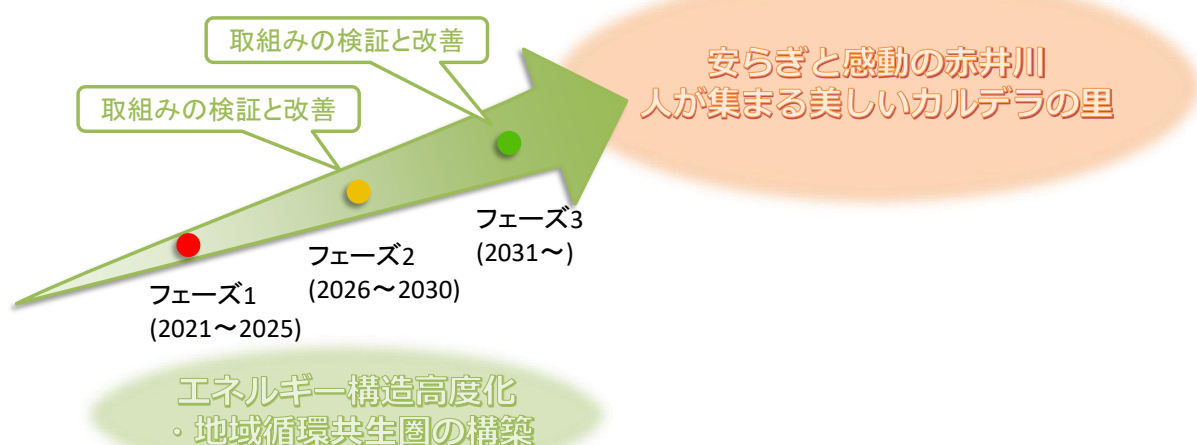 取組みの検証と改善
取組みの検証と改善
安らぎと感動の赤井川
人が集まる美しいカルデラの里
フェーズ1
(2021～2025)
フェーズ2
(2026～2030)
フェーズ3
(2031～)
エネルギー構造高度化
・地域循環共生圏の構築